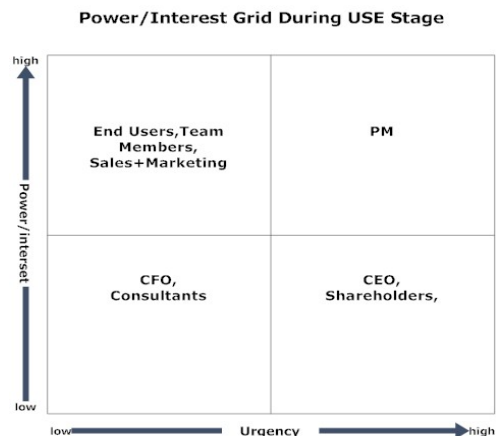 Power/Interest Grid During USE Stage
high
End Users,Team
Members,
Sales+Marketing
PM
Power/interset
CFO,
Consultants
CEO,
Shareholders,
low
low
Urgency
high